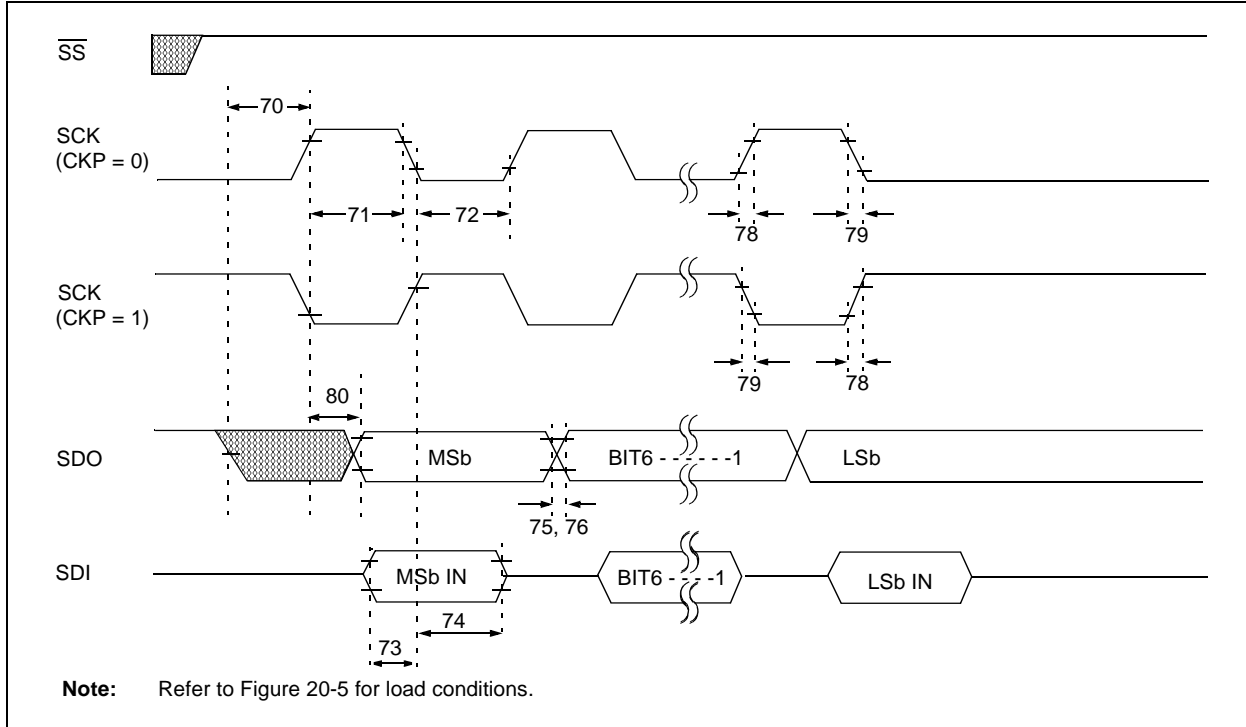 SS
70
SCK
(CKP = 0)
71
72
78
79
SCK
(CKP = 1)
79
78
80
SDO
MSb
BIT6 - - - - - -1
LSb
75, 76
SDI
MSb IN
BIT6 - - - - -1
LSb IN
74
73
Note: Refer to Figure 20-5 for load conditions.